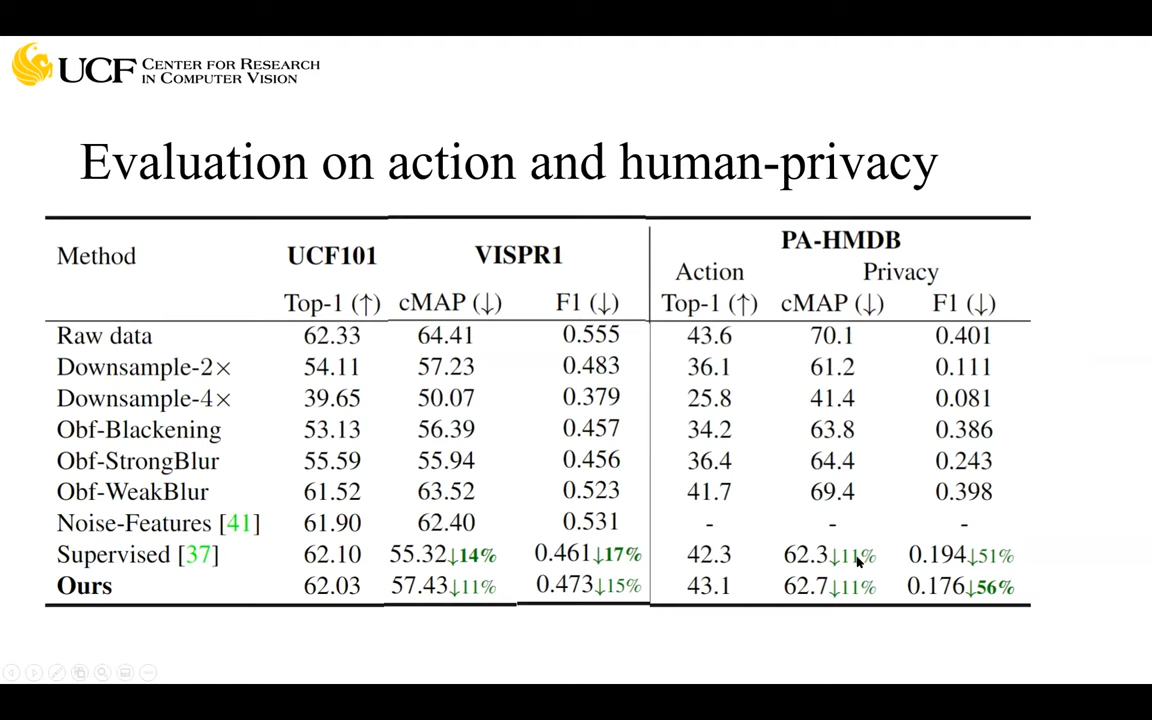 UCF CENTER FOR RESEARCH
IN COMPUTER VISION
Evaluation on action and human-privacy
Method UCF101 VISPR1 PA-HMDB
Action Privacy
Top-1 (↑) cMAP (↓) F1 (↓) Top-1 (↑) cMAP (↓) F1 (↓)
Raw data 62.33 64.41 0.555 43.6 70.1 0.401
Downsample-2× 54.11 57.23 0.483 36.1 61.2 0.111
Downsample-4× 39.65 50.07 0.379 25.8 41.4 0.081
Obf-Blackening 53.13 56.39 0.457 34.2 63.8 0.386
Obf-StrongBlur 55.59 55.94 0.456 36.4 64.4 0.243
Obf-WeakBlur 61.52 63.52 0.523 41.7 69.4 0.398
Noise-Features [41] 61.90 62.40 0.531 - - -
Supervised [37] 62.10 55.32↓14% 0.461↓17% 42.3 62.3↓11% 0.194↓51%
Ours 62.03 57.43↓11% 0.473↓15% 43.1 62.7↓11% 0.176↓56%